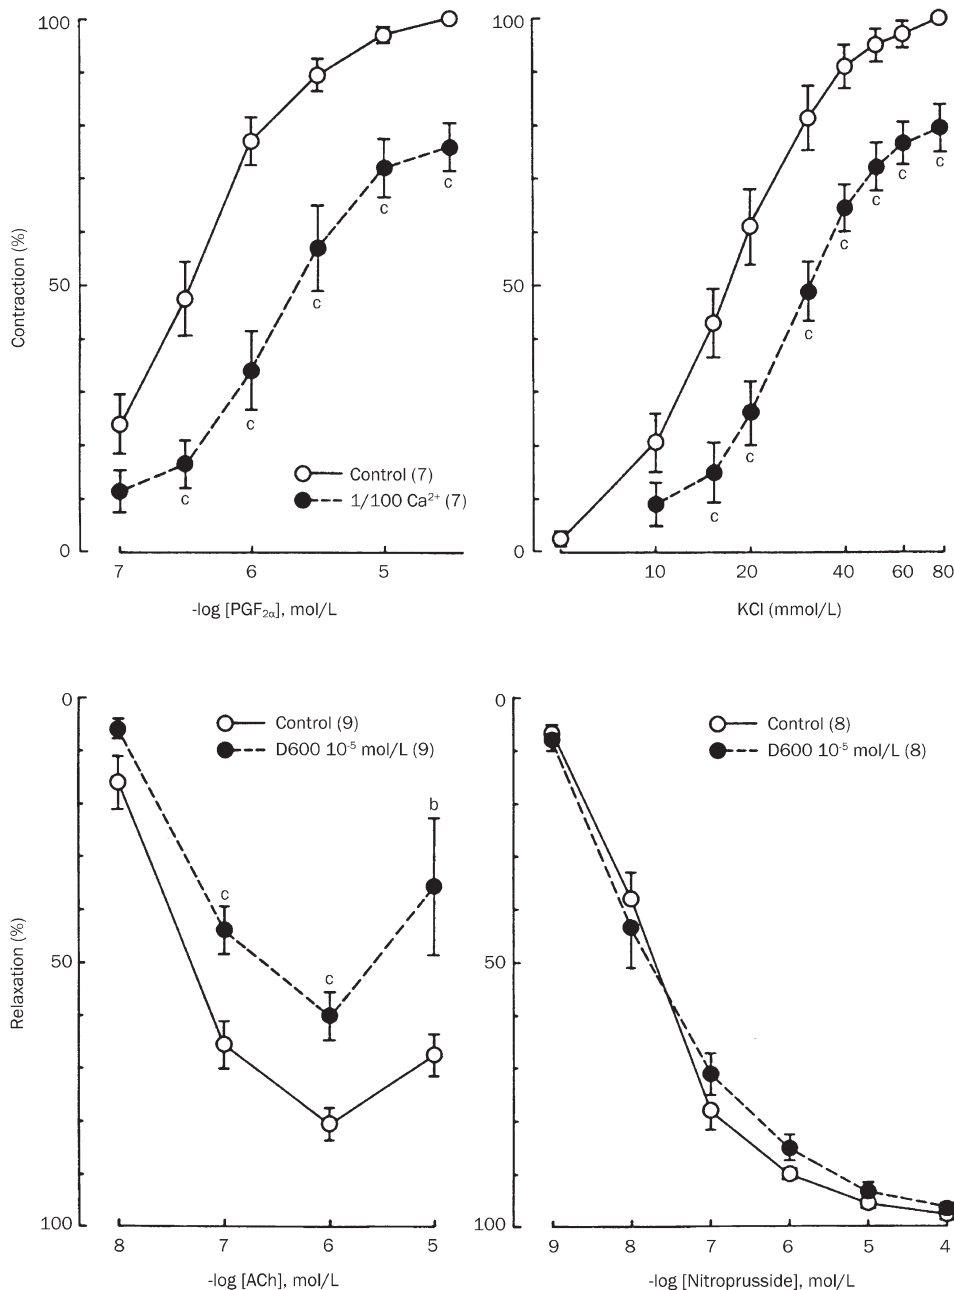 100
50
0
Contraction (%)
c
c
c
c
c
c
Control (7)
1/100 Ca²⁺ (7)
7
6
5
-log [PGF₂α], mol/L
100
50
0
c
c
c
c
c
c
c
c
10
20
40
60
80
KCl (mmol/L)
0
50
100
Relaxation (%)
Control (9)
D600 10⁻⁵ mol/L (9)
b
c
c
8
7
6
5
-log [ACh], mol/L
0
50
100
Control (8)
D600 10⁻⁵ mol/L (8)
9
8
7
6
5
4
-log [Nitroprusside], mol/L